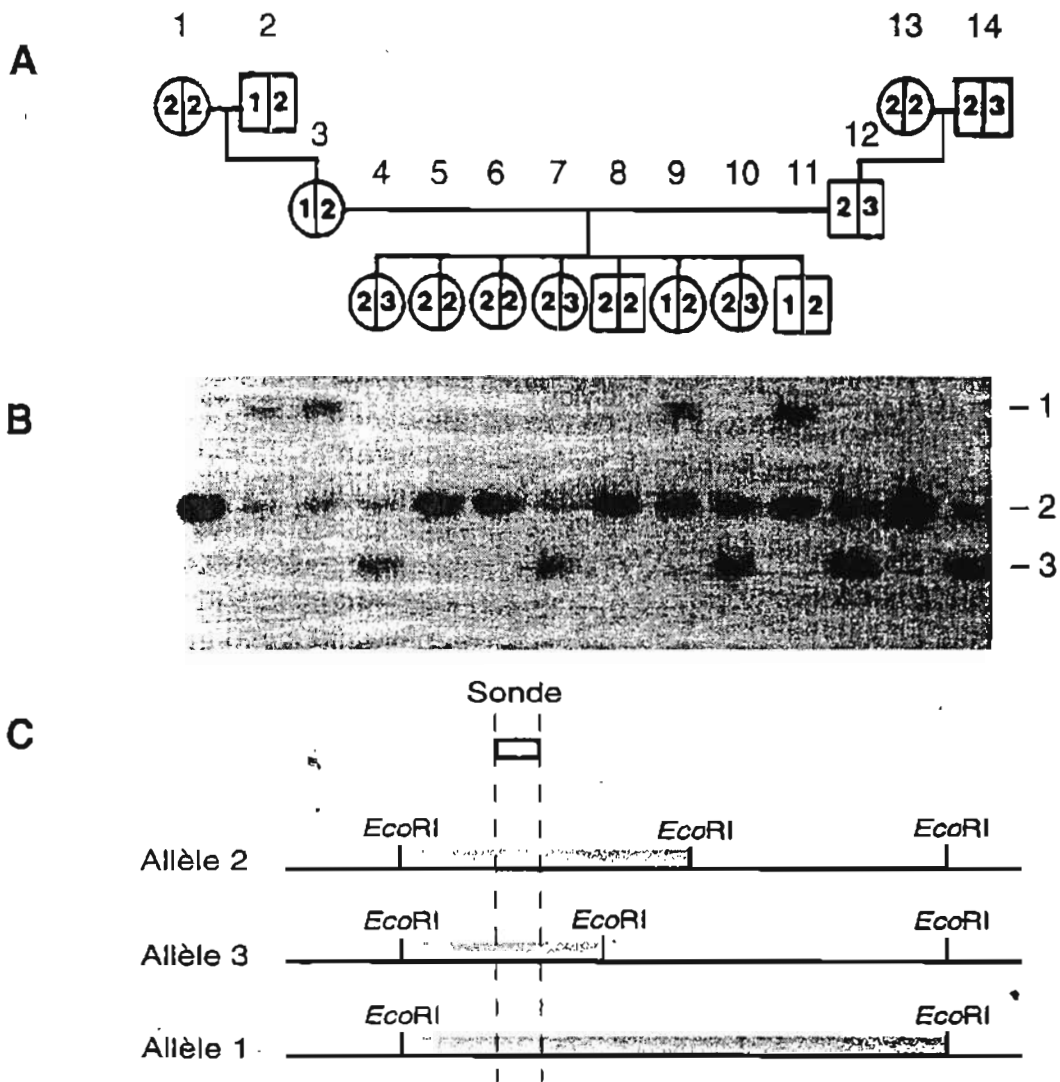 1 2 13 14
A
2 2 1 2 2 2 2 3
3 12
4 5 6 7 8 9 10 11
1 2 2 3
2 3 2 2 2 2 2 3 2 2 1 2 2 3 1 2
B
– 1
– 2
– 3
Sonde
C
EcoRI EcoRI EcoRI
Allèle 2
EcoRI EcoRI EcoRI
Allèle 3
EcoRI EcoRI
Allèle 1